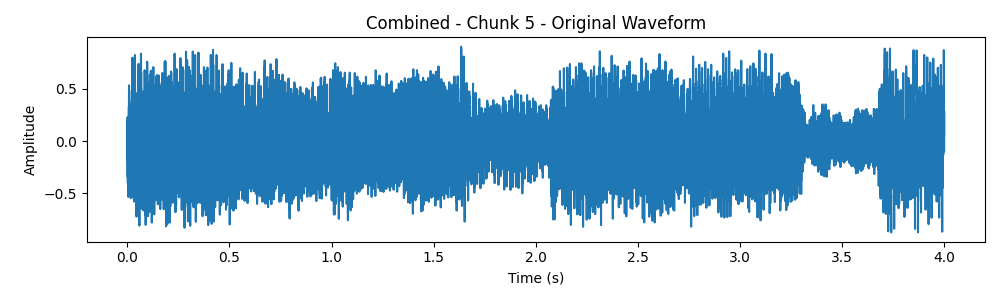 Combined - Chunk 5 - Original Waveform
Amplitude
0.5
0.0
−0.5
0.0 0.5 1.0 1.5 2.0 2.5 3.0 3.5 4.0
Time (s)